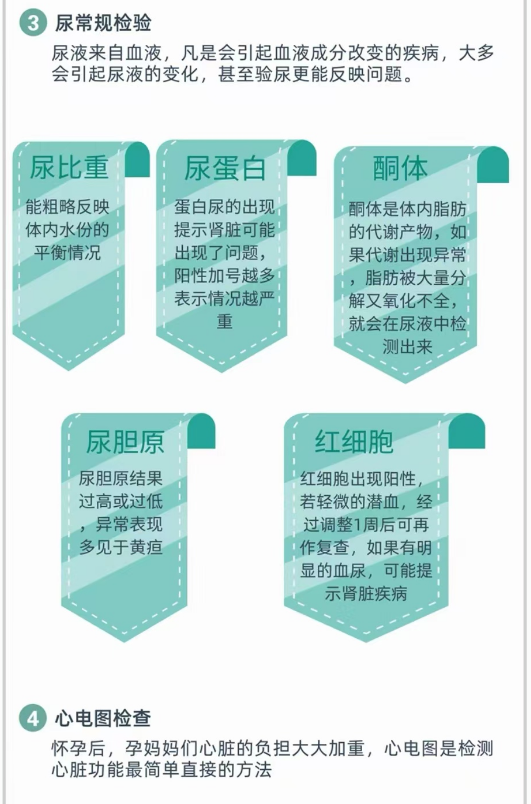 3 尿常规检验
尿液来自血液，凡是会引起血液成分改变的疾病，大多
会引起尿液的变化，甚至验尿更能反映问题。
尿比重
能粗略反映
体内水份的
平衡情况
尿蛋白
蛋白尿的出现
提示肾脏可能
出现了问题，
阳性加号越多
表示情况越严
重
酮体
酮体是体内脂肪
的代谢产物，如
果代谢出现异常
，脂肪被大量分
解又氧化不全，
就会在尿液中检
测出来
尿胆原
尿胆原结果
过高或过低
，异常表现
多见于黄疸
红细胞
红细胞出现阳性，
若轻微的潜血，经
过调整1周后可再
作复查，如果有明
显的血尿，可能提
示肾脏疾病
4 心电图检查
怀孕后，孕妈妈们心脏的负担大大加重，心电图是检测
心脏功能最简单直接的方法